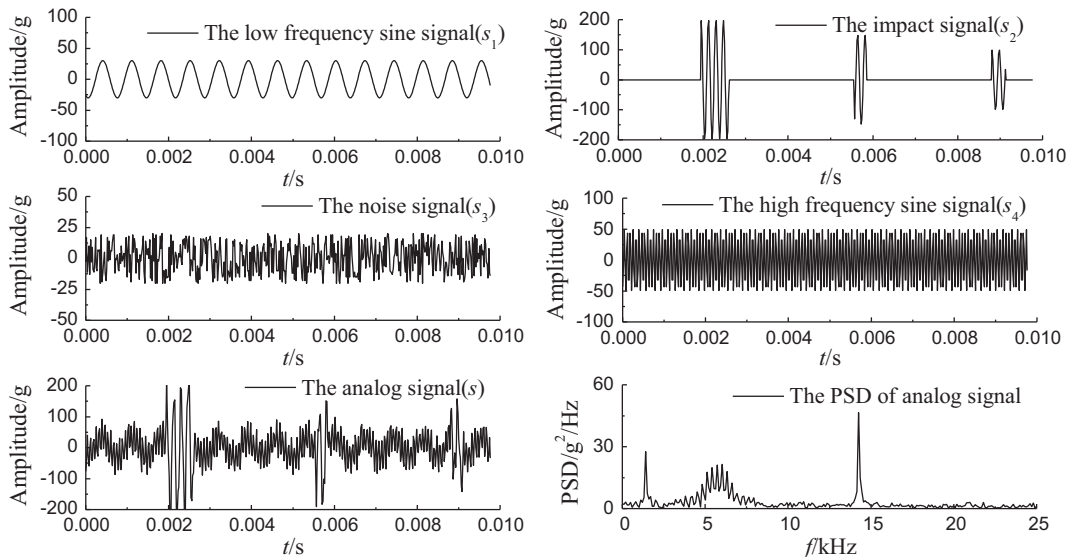 Amplitude/g
100
50
0
-50
-100
The low frequency sine signal(s₁)
0.000 0.002 0.004 0.006 0.008 0.010
t/s
Amplitude/g
200
100
0
-100
-200
The impact signal(s₂)
0.000 0.002 0.004 0.006 0.008 0.010
t/s
Amplitude/g
50
25
0
-25
-50
The noise signal(s₃)
0.000 0.002 0.004 0.006 0.008 0.010
t/s
Amplitude/g
100
50
0
-50
-100
The high frequency sine signal(s₄)
0.000 0.002 0.004 0.006 0.008 0.010
t/s
Amplitude/g
200
100
0
-100
-200
The analog signal(s)
0.000 0.002 0.004 0.006 0.008 0.010
t/s
PSD/g²/Hz
60
45
30
15
0
The PSD of analog signal
0 5 10 15 20 25
f/kHz